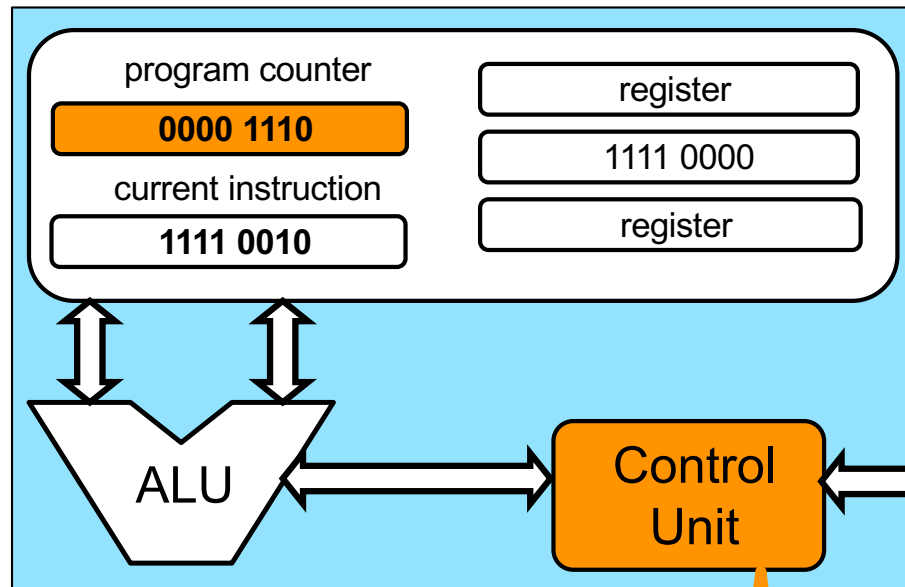 program counter
0000 1110
current instruction
1111 0010
register
1111 0000
register
ALU
Control
Unit